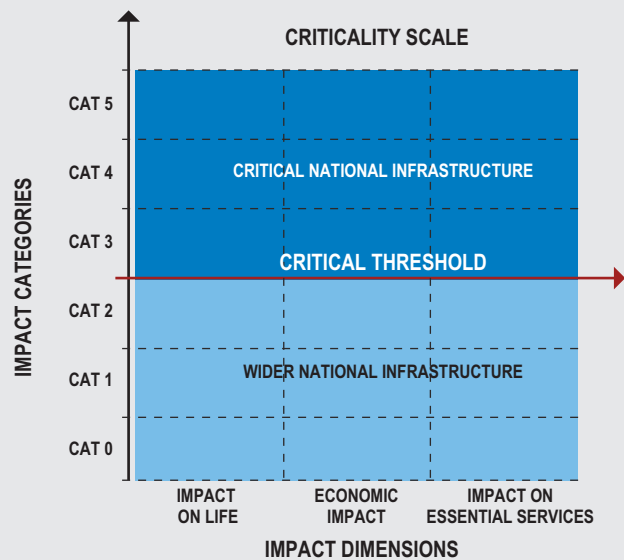 CRITICALITY SCALE
CAT 5
CAT 4
CRITICAL NATIONAL INFRASTRUCTURE
CAT 3
CRITICAL THRESHOLD
CAT 2
CAT 1
WIDER NATIONAL INFRASTRUCTURE
CAT 0
IMPACT CATEGORIES
IMPACT
ON LIFE
ECONOMIC
IMPACT
IMPACT ON
ESSENTIAL SERVICES
IMPACT DIMENSIONS